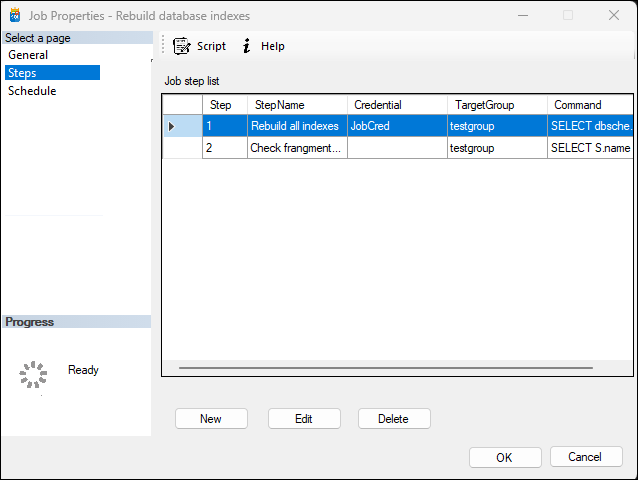 Job Properties - Rebuild database indexes
Select a page
General
Steps
Schedule
Script
Help
Job step list
Step StepName Credential TargetGroup Command
1 Rebuild all indexes JobCred testgroup SELECT dbsche.
2 Check frangment... testgroup SELECT S.name
Progress
Ready
New Edit Delete
OK Cancel